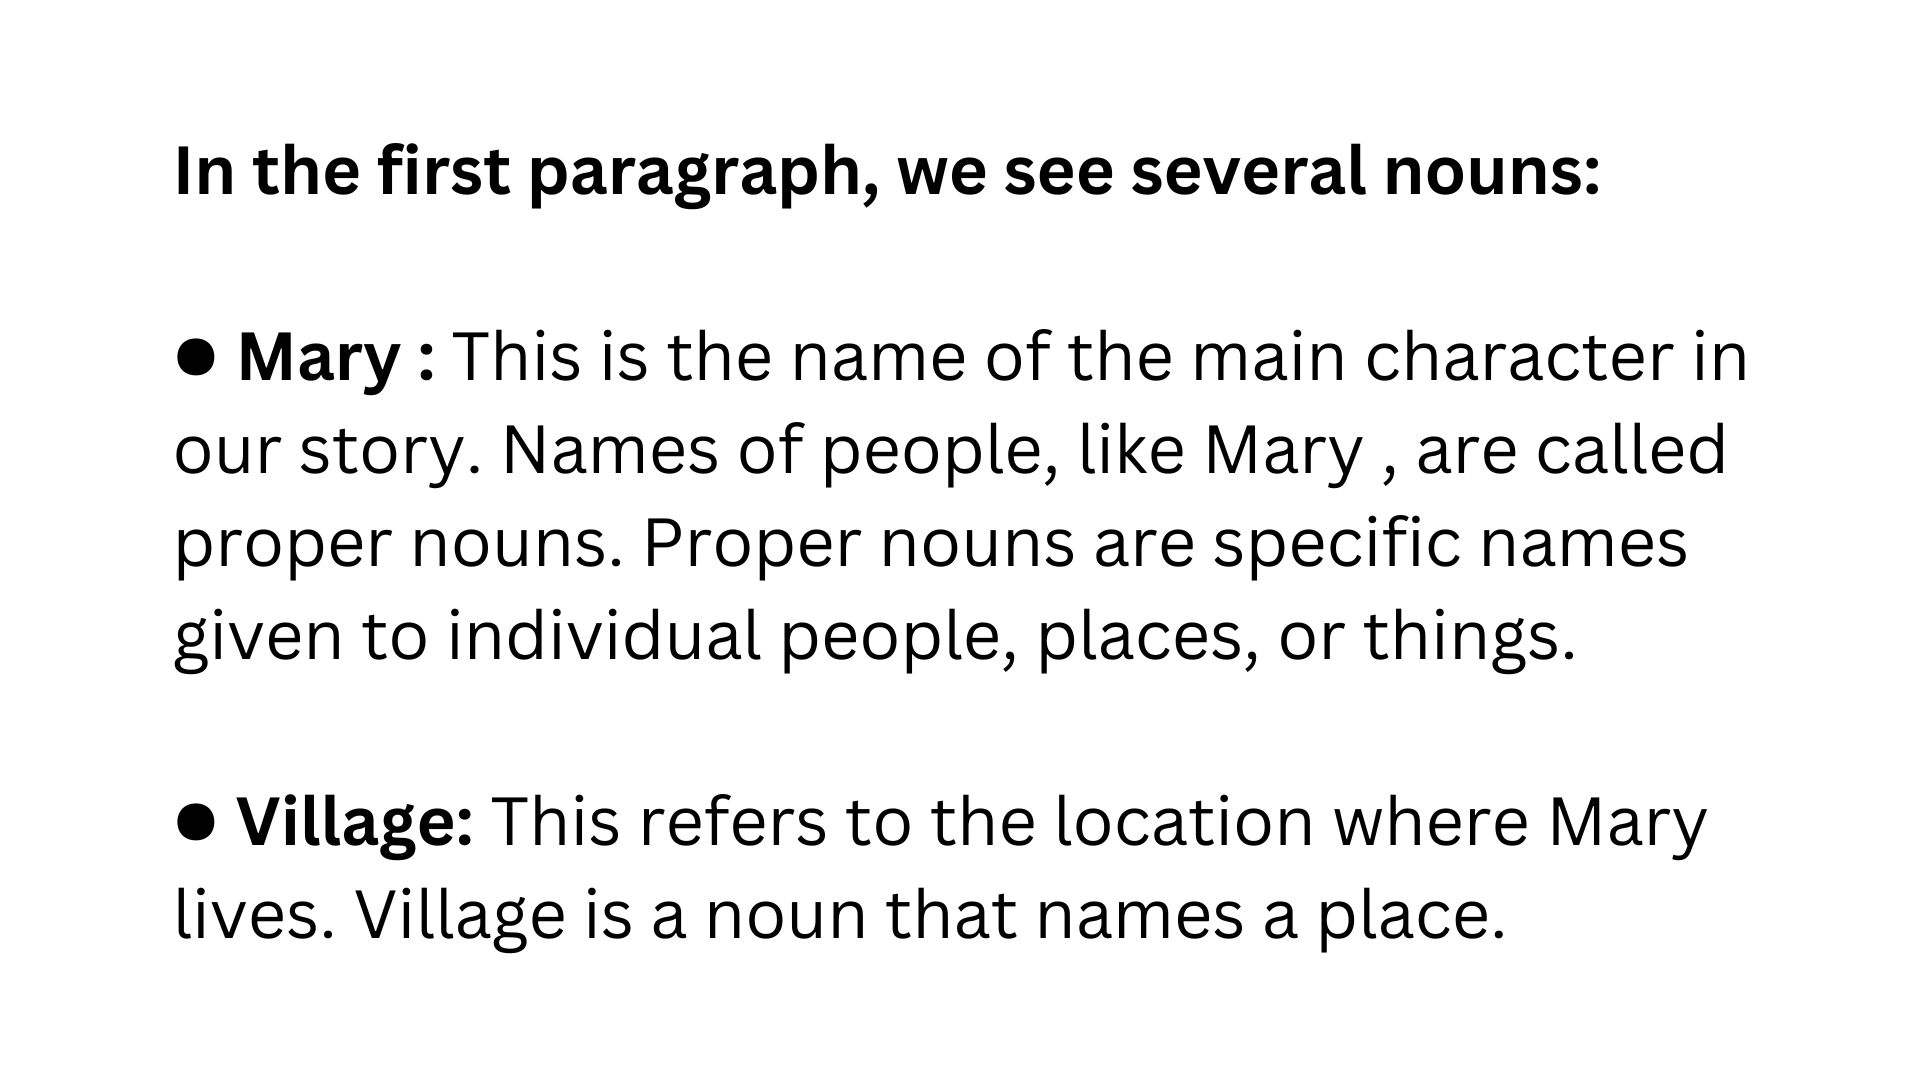 In the first paragraph, we see several nouns:
● Mary : This is the name of the main character in
our story. Names of people, like Mary , are called
proper nouns. Proper nouns are specific names
given to individual people, places, or things.
● Village: This refers to the location where Mary
lives. Village is a noun that names a place.